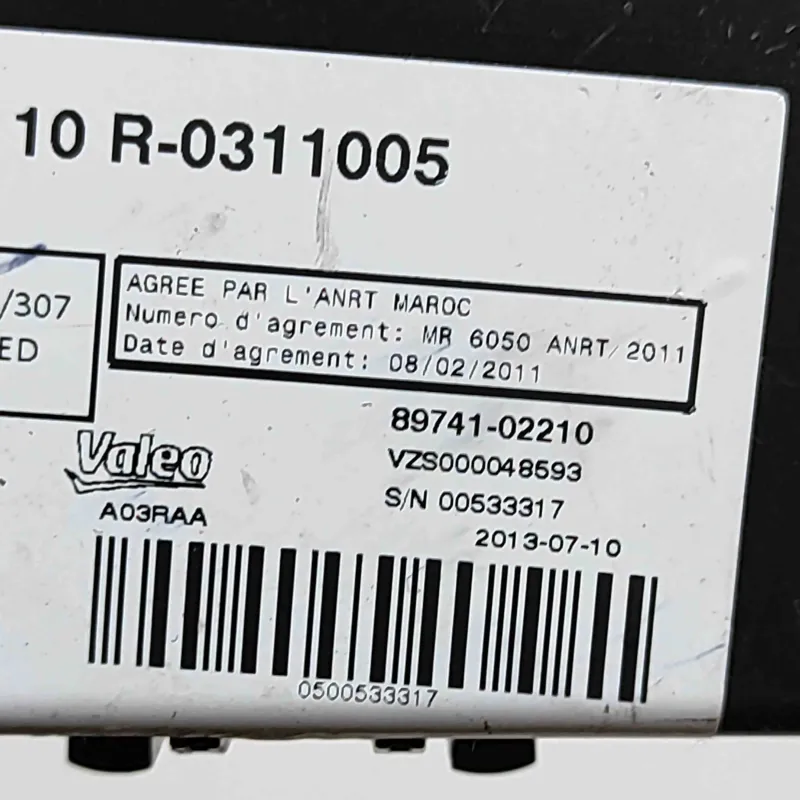 10 R-0311005
/307
ED
AGREE PAR L'ANRT MAROC
Numero d'agrement: MR 6050 ANRT/2011
Date d'agrement: 08/02/2011
89741-02210
Valeo
VZS000048593
A03RAA
S/N 00533317
2013-07-10
0500533317